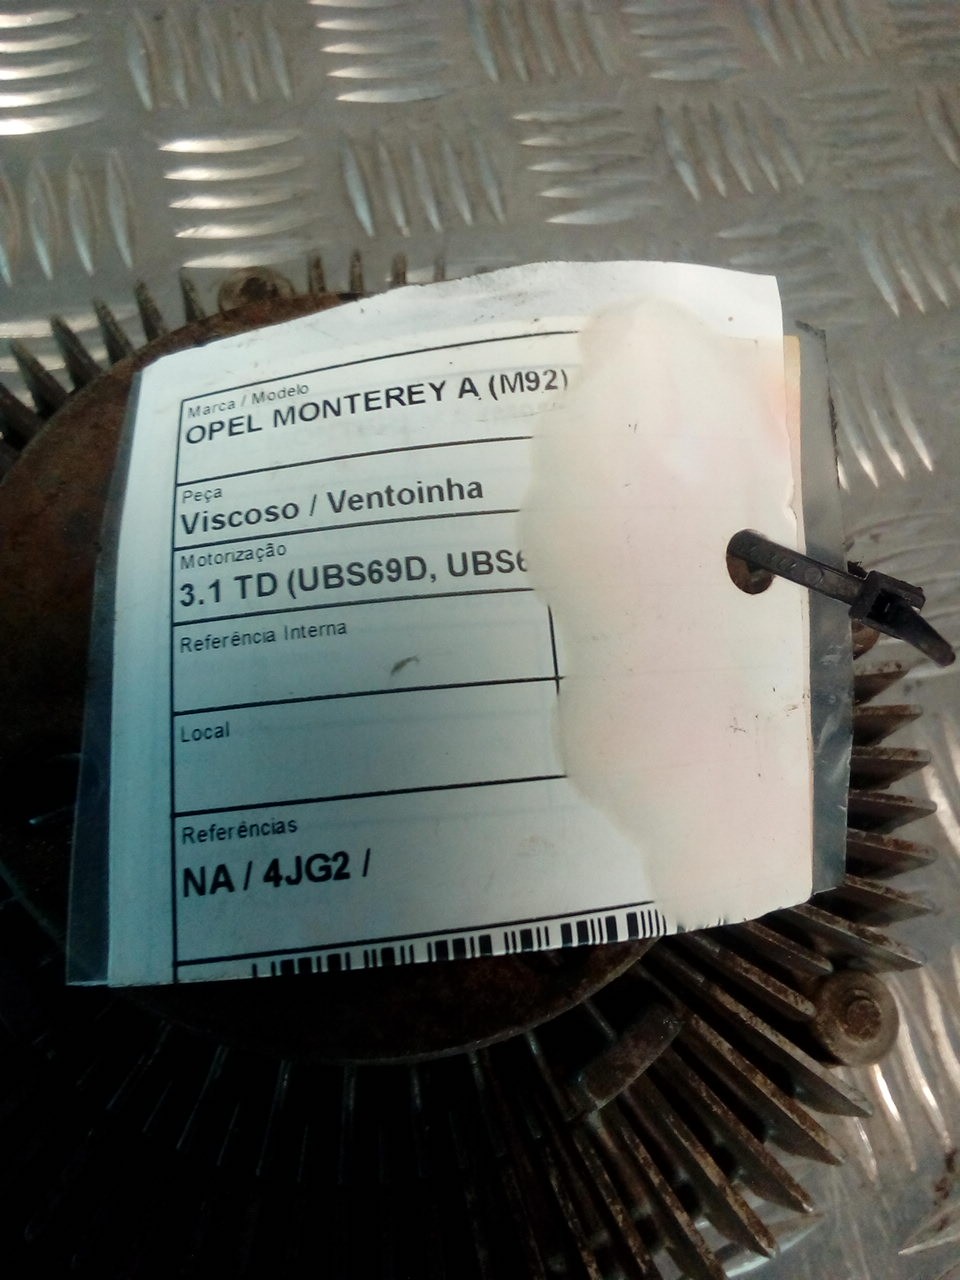 Marca / Modelo
OPEL MONTEREY A (M92)
Peça
Viscoso / Ventoinha
Motorização
3.1 TD (UBS69D,
Referência Interna
Local
Referências
NA / 4JG2 /